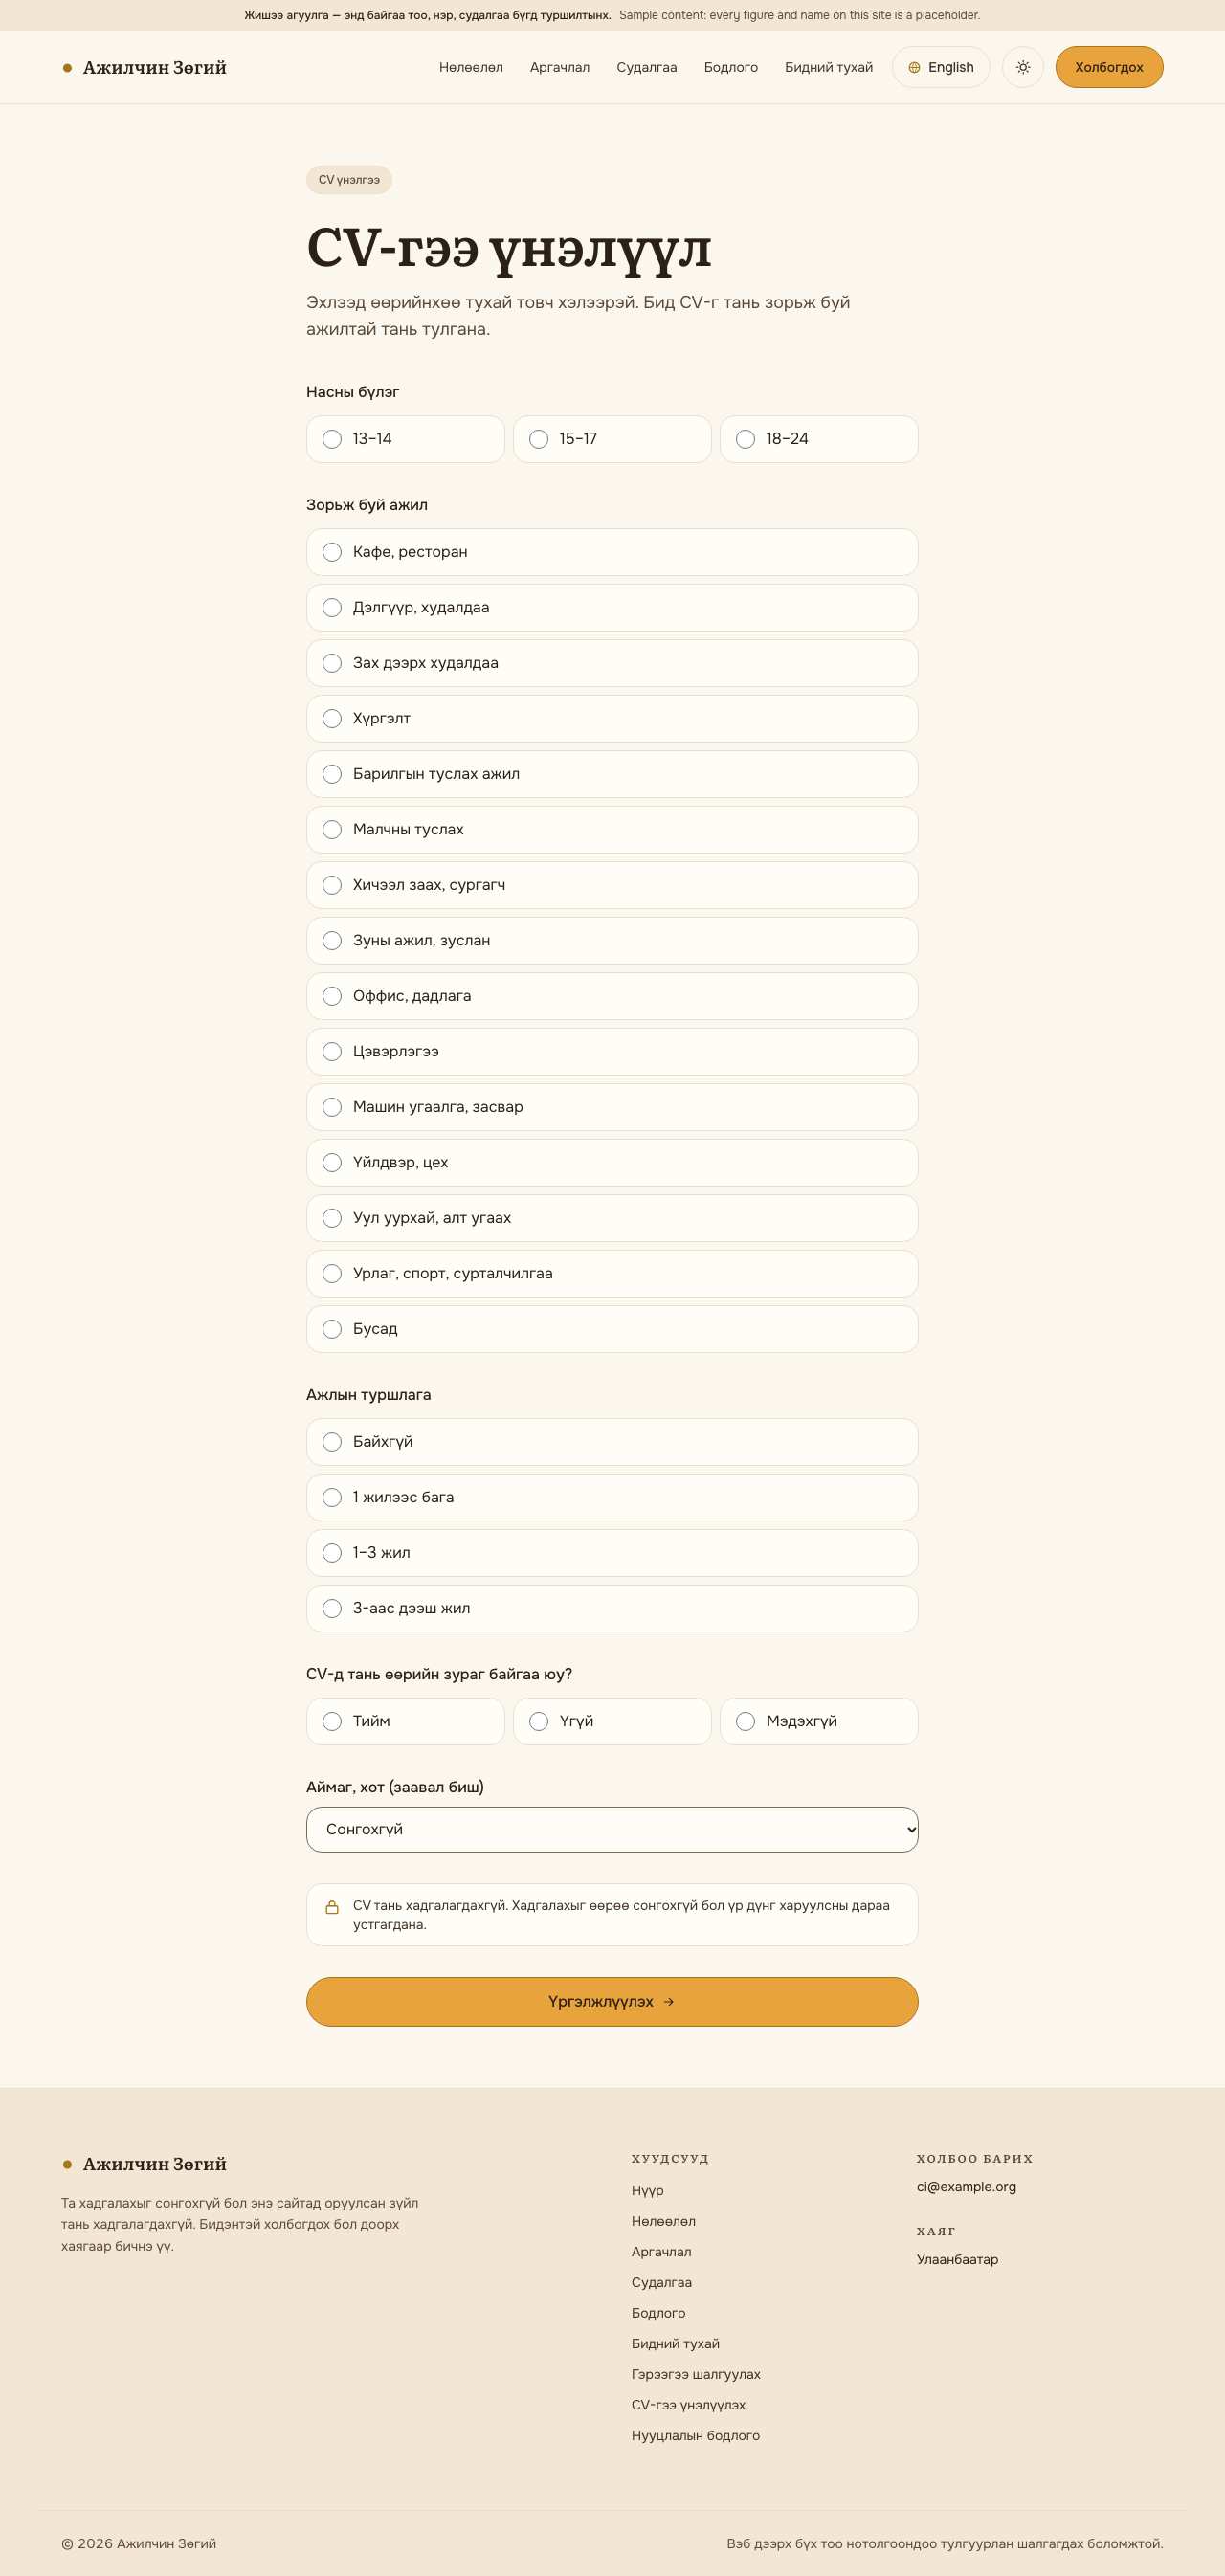 Жишээ агуулга — энд байгаа тоо, нэр, судалгаа бүгд туршилтынх. Sample content: every figure and name on this site is a placeholder.
Ажилчин Зөгий
Нөлөөлөл
Аргачлал
Судалгаа
Бодлого
Бидний тухай
English
Холбогдох
CV үнэлгээ
CV-гээ үнэлүүл
Эхлээд өөрийнхөө тухай товч хэлээрэй. Бид CV-г тань зорьж буй
ажилтай тань тулгана.
Насны бүлэг
13–14
15–17
18–24
Зорьж буй ажил
Кафе, ресторан
Дэлгүүр, худалдаа
Зах дээрх худалдаа
Хүргэлт
Барилгын туслах ажил
Малчны туслах
Хичээл заах, сургагч
Зуны ажил, зуслан
Оффис, дадлага
Цэвэрлэгээ
Машин угаалга, засвар
Үйлдвэр, цех
Уул уурхай, алт угаах
Урлаг, спорт, сурталчилгаа
Бусад
Ажлын туршлага
Байхгүй
1 жилээс бага
1–3 жил
3-аас дээш жил
CV-д тань өөрийн зураг байгаа юу?
Тийм
Үгүй
Мэдэхгүй
Аймаг, хот (заавал биш)
Сонгохгүй
CV тань хадгалагдахгүй. Хадгалахыг өөрөө сонгохгүй бол үр дүнг харуулсны дараа
устгагдана.
Үргэлжлүүлэх →
Ажилчин Зөгий
Та хадгалахыг сонгохгүй бол энэ сайтад оруулсан зүйл
тань хадгалагдахгүй. Бидэнтэй холбогдох бол доорх
хаягаар бичнэ үү.
ХУУДСУУД
Нүүр
Нөлөөлөл
Аргачлал
Судалгаа
Бодлого
Бидний тухай
Гэрээгээ шалгуулах
CV-гээ үнэлүүлэх
Нууцлалын бодлого
ХОЛБОО БАРИХ
ci@example.org
ХАЯГ
Улаанбаатар
© 2026 Ажилчин Зөгий
Вэб дээрх бүх тоо нотолгоондоо тулгуурлан шалгагдах боломжтой.